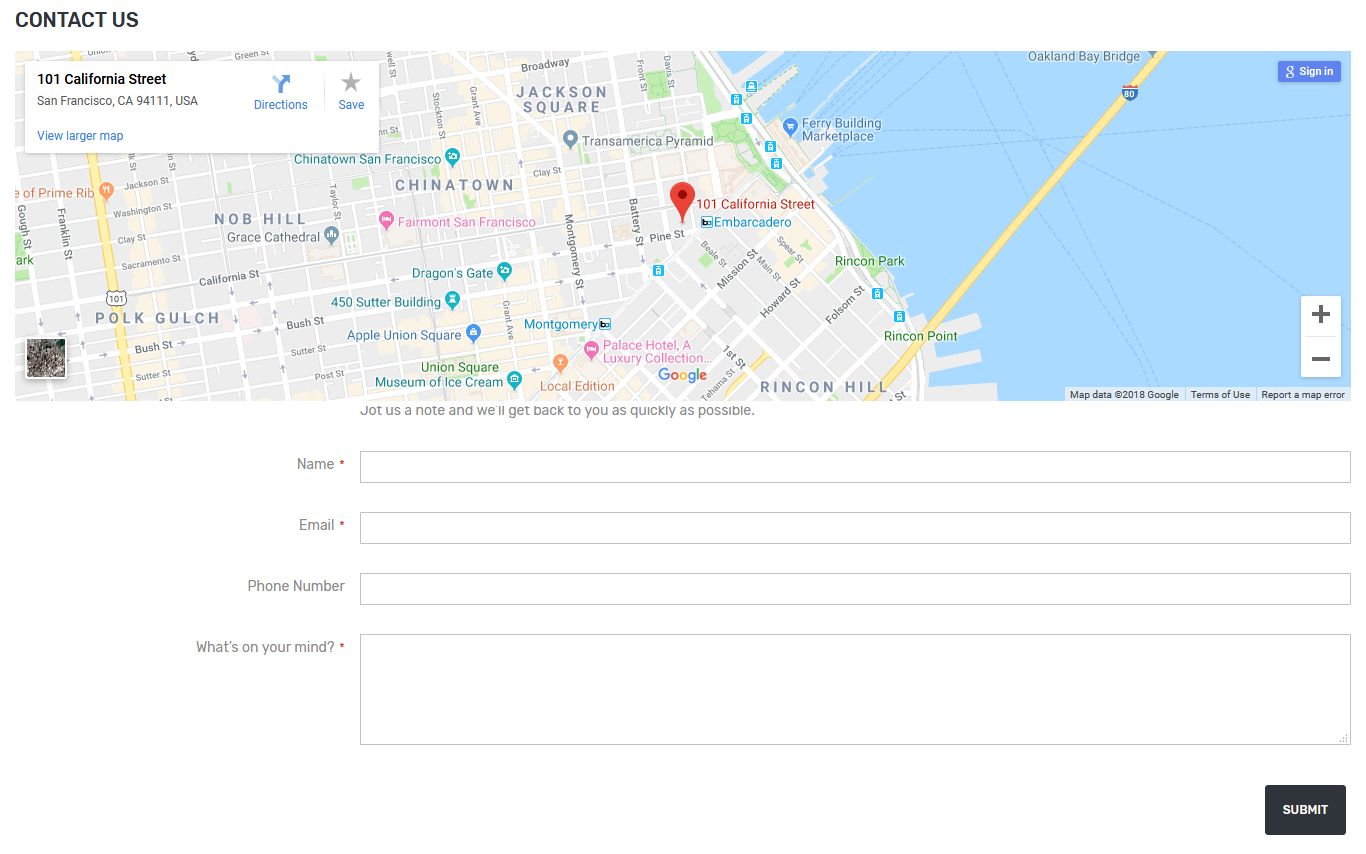 CONTACT US
101 California Street
San Francisco, CA 94111, USA
Directions
Save
View larger map
Sign in
Oakland Bay Bridge
80
Green St
Broadway
JACKSON
SQUARE
Front St
Davis St
Stockton St
Grant Ave
Ferry Building
Marketplace
Transamerica Pyramid
Chinatown San Francisco
Clay St
CHINATOWN
e of Prime Rib
Jackson St
Washington St
Taylor St
101 California Street
Embarcadero
NOB HILL
Fairmont San Francisco
Battery St
Montgomery St
Gough St
Franklin St
Clay St
Grace Cathedral
Pine St
Beale St
Mission St
Spear St
Main St
ark
Sacramento St
California St
Dragon's Gate
Rincon Park
Howard St
Folsom St
101
450 Sutter Building
Grant Ave
POLK GULCH
Bush St
Montgomery
Apple Union Square
Rincon Point
Bush St
Sutter St
Palace Hotel, A
Luxury Collection...
1st St
Union Square
Sutter St
Post St
Museum of Ice Cream
Local Edition
Google
Tehama St
RINCON HILL
Map data ©2018 Google
Terms of Use
Report a map error
Jot us a note and we'll get back to you as quickly as possible.
Name *
Email *
Phone Number
What's on your mind? *
SUBMIT